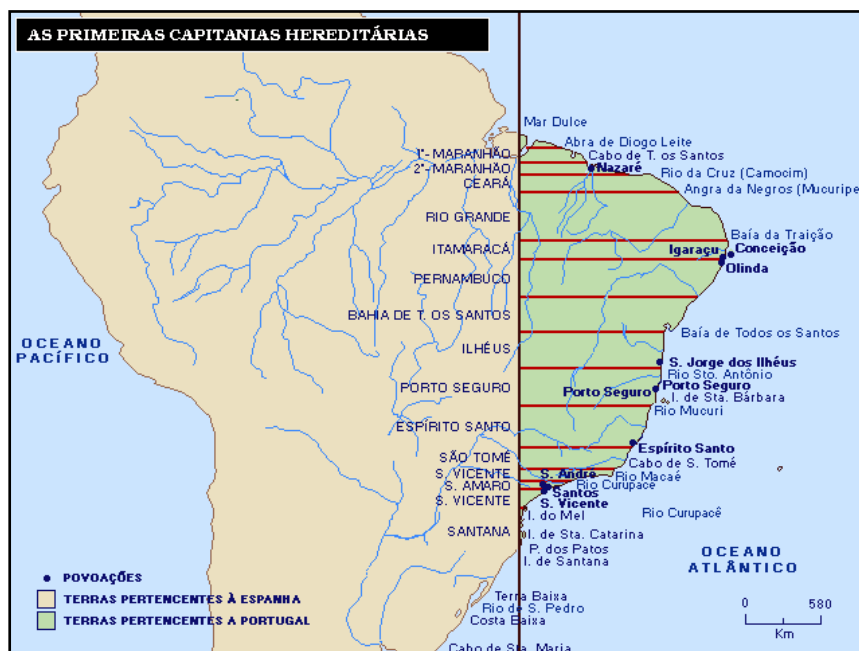 AS PRIMEIRAS CAPITANIAS HEREDITÁRIAS
Mar Dulce
Abra de Diogo Leite
1ª- MARANHÃO
Cabo de T. os Santos
2ª- MARANHÃO
Nazaré
Rio da Cruz (Camocim)
CEARÁ
Angra da Negros (Mucuripe
RIO GRANDE
Baía da Traição
ITAMARACÁ
Igaraçu
Conceição
Olinda
PERNAMBUCO
BAHIA DE T. OS SANTOS
Baía de Todos os Santos
OCEANO
PACÍFICO
ILHÉUS
S. Jorge dos Ilhéus
Rio Sto. Antônio
PORTO SEGURO
Porto Seguro
Porto Seguro
I. de Sta. Bárbara
Rio Mucuri
ESPÍRITO SANTO
Espírito Santo
SÃO TOMÉ
Cabo de S. Tomé
S. VICENTE
S. André
Rio Macaé
S. AMARO
Rio Curupacê
Santos
S. VICENTE
S. Vicente
I. do Mel
Rio Curupacê
SANTANA
I. de Sta. Catarina
P. dos Patos
I. de Santana
OCEANO
ATLÂNTICO
POVOAÇÕES
TERRAS PERTENCENTES À ESPANHA
TERRAS PERTENCENTES A PORTUGAL
Terra Baixa
Rio de S. Pedro
Costa Baixa
Cabo de Sta. Maria
0 580
Km